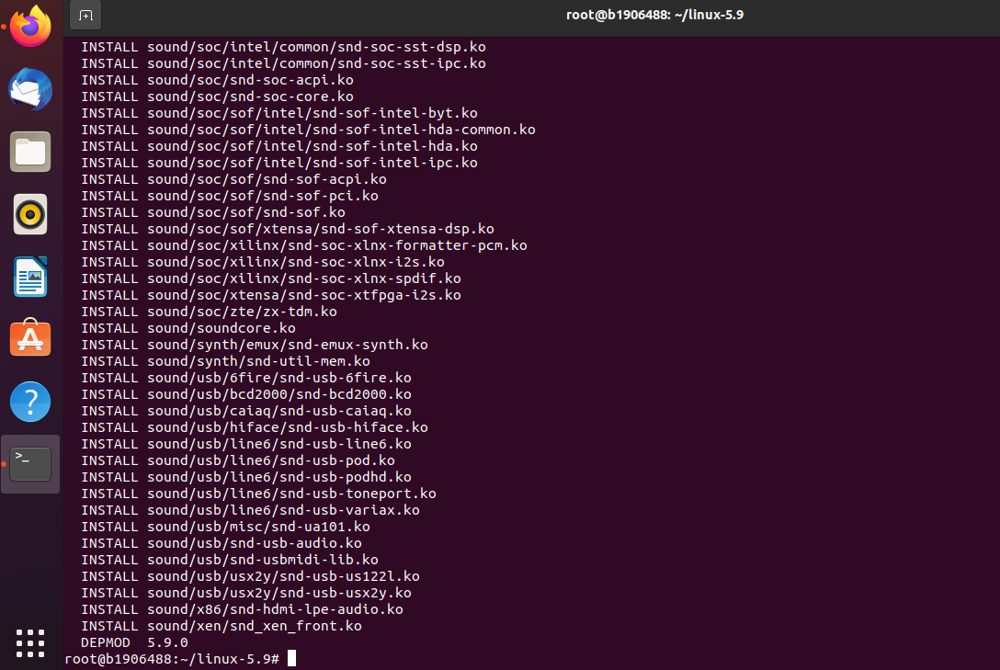 root@b1906488: ~/linux-5.9
INSTALL sound/soc/intel/common/snd-soc-sst-dsp.ko
INSTALL sound/soc/intel/common/snd-soc-sst-ipc.ko
INSTALL sound/soc/snd-soc-acpi.ko
INSTALL sound/soc/snd-soc-core.ko
INSTALL sound/soc/sof/intel/snd-sof-intel-byt.ko
INSTALL sound/soc/sof/intel/snd-sof-intel-hda-common.ko
INSTALL sound/soc/sof/intel/snd-sof-intel-hda.ko
INSTALL sound/soc/sof/intel/snd-sof-intel-ipc.ko
INSTALL sound/soc/sof/snd-sof-acpi.ko
INSTALL sound/soc/sof/snd-sof-pci.ko
INSTALL sound/soc/sof/snd-sof.ko
INSTALL sound/soc/sof/xtensa/snd-sof-xtensa-dsp.ko
INSTALL sound/soc/xilinx/snd-soc-xlnx-formatter-pcm.ko
INSTALL sound/soc/xilinx/snd-soc-xlnx-i2s.ko
INSTALL sound/soc/xilinx/snd-soc-xlnx-spdif.ko
INSTALL sound/soc/xtensa/snd-soc-xtfpga-i2s.ko
INSTALL sound/soc/zte/zx-tdm.ko
INSTALL sound/soundcore.ko
INSTALL sound/synth/emux/snd-emux-synth.ko
INSTALL sound/synth/snd-util-mem.ko
INSTALL sound/usb/6fire/snd-usb-6fire.ko
INSTALL sound/usb/bcd2000/snd-bcd2000.ko
INSTALL sound/usb/caiaq/snd-usb-caiaq.ko
INSTALL sound/usb/hiface/snd-usb-hiface.ko
INSTALL sound/usb/line6/snd-usb-line6.ko
INSTALL sound/usb/line6/snd-usb-pod.ko
INSTALL sound/usb/line6/snd-usb-podhd.ko
INSTALL sound/usb/line6/snd-usb-toneport.ko
INSTALL sound/usb/line6/snd-usb-variax.ko
INSTALL sound/usb/misc/snd-ua101.ko
INSTALL sound/usb/snd-usb-audio.ko
INSTALL sound/usb/snd-usbmidi-lib.ko
INSTALL sound/usb/usx2y/snd-usb-us122l.ko
INSTALL sound/usb/usx2y/snd-usb-usx2y.ko
INSTALL sound/x86/snd-hdmi-lpe-audio.ko
INSTALL sound/xen/snd_xen_front.ko
DEPMOD 5.9.0
root@b1906488:~/linux-5.9#